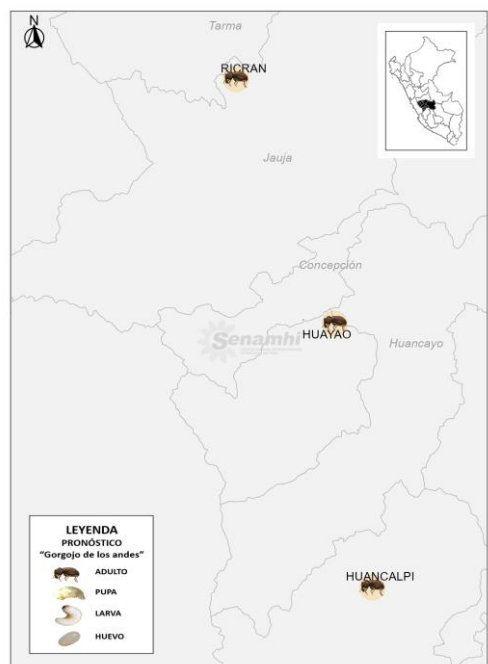 N
Tarma
RICRAN
Jauja
Concepción
HUAYAO
Senamhi
Huancayo
HUANCALPI
LEYENDA
PRONÓSTICO
"Gorgojo de los andes"
ADULTO
PUPA
LARVA
HUEVO